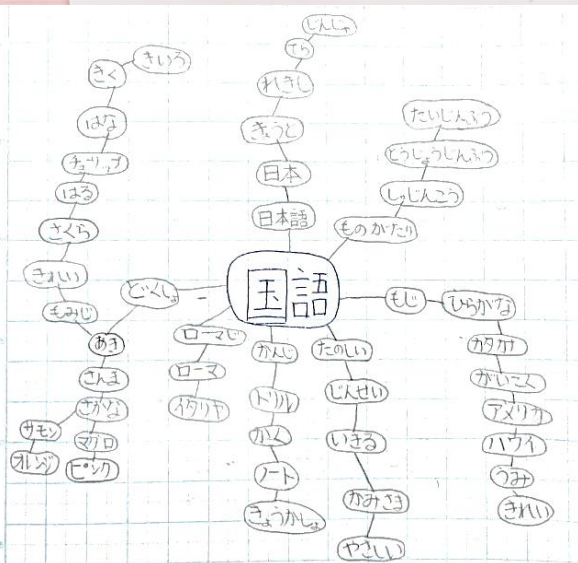 国語
日本語
日本
きょうと
れきし
てら
じんじゃ
ものがたり
しゅじんこう
とうじょうじんぶつ
たいじんぶつ
もじ
ひらがな
カタカナ
がいこく
アメリカ
ハワイ
うみ
きれい
たのしい
じんせい
いきる
かみさま
やさしい
かんじ
ドリル
かく
ノート
きょうかしょ
ローマじ
ローマ
イタリヤ
どくしょ
あき
もみじ
きれい
さくら
はる
チューリップ
はな
きく
きいろ
さんま
さかな
サモン
オレンジ
マグロ
ピンク